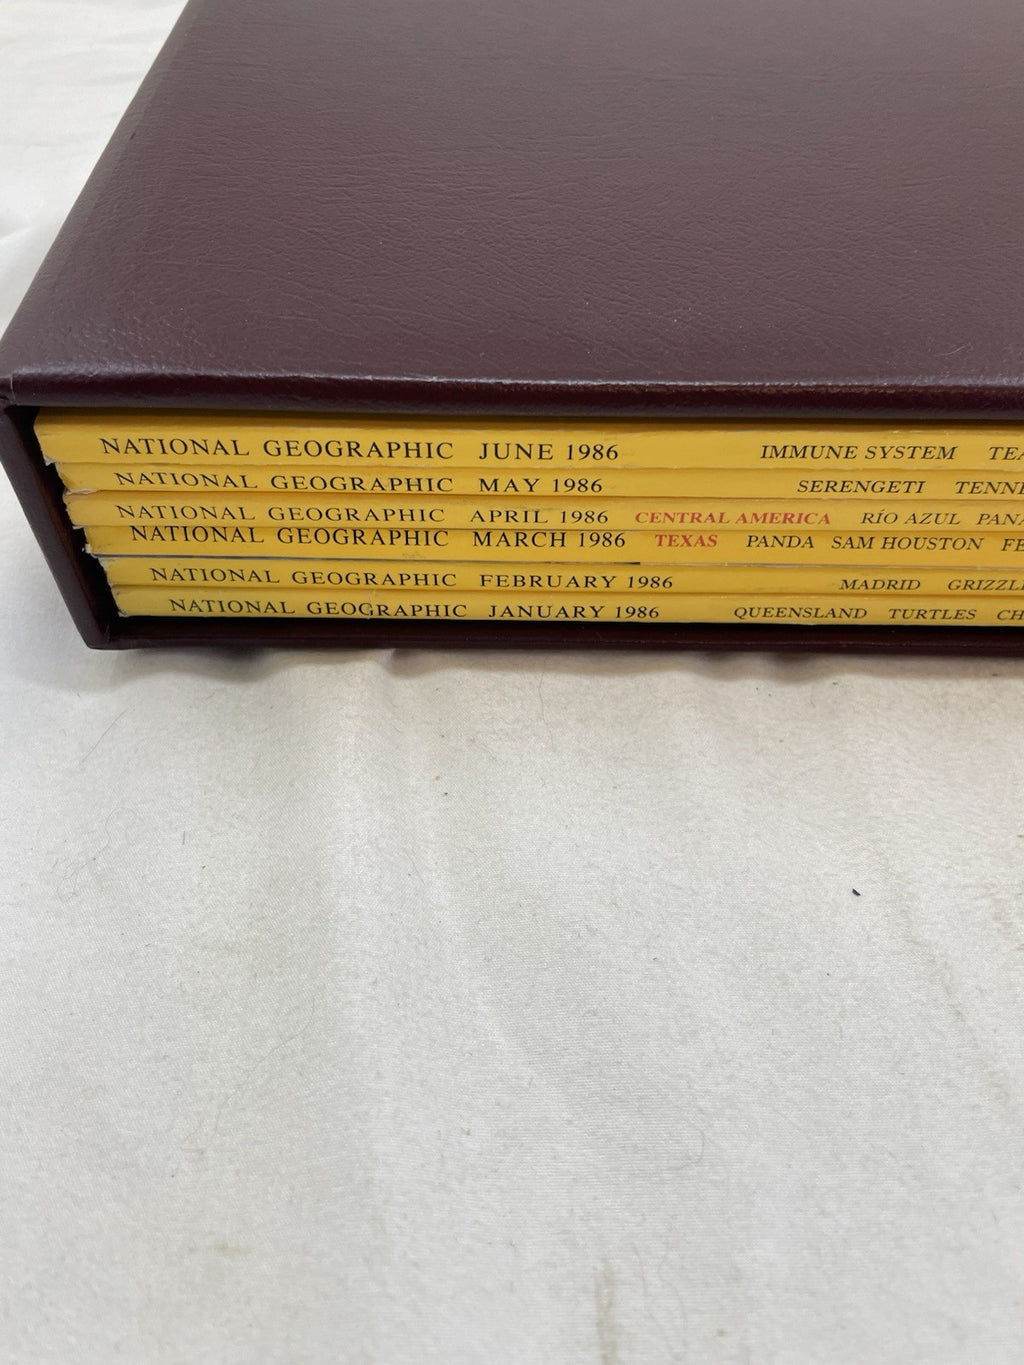 NATIONAL GEOGRAPHIC JUNE 1986 IMMUNE SYSTEM
NATIONAL GEOGRAPHIC MAY 1986 SERENGETI
NATIONAL GEOGRAPHIC APRIL 1986 CENTRAL AMERICA RÍO AZUL
NATIONAL GEOGRAPHIC MARCH 1986 TEXAS PANDA SAM HOUSTON
NATIONAL GEOGRAPHIC FEBRUARY 1986 MADRID
NATIONAL GEOGRAPHIC JANUARY 1986 QUEENSLAND TURTLES